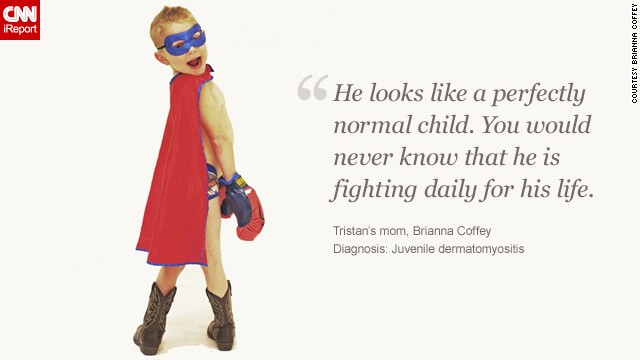 CNN
iReport
COURTESY BRIANNA COFFEY
“He looks like a perfectly
normal child. You would
never know that he is
fighting daily for his life.
Tristan's mom, Brianna Coffey
Diagnosis: Juvenile dermatomyositis